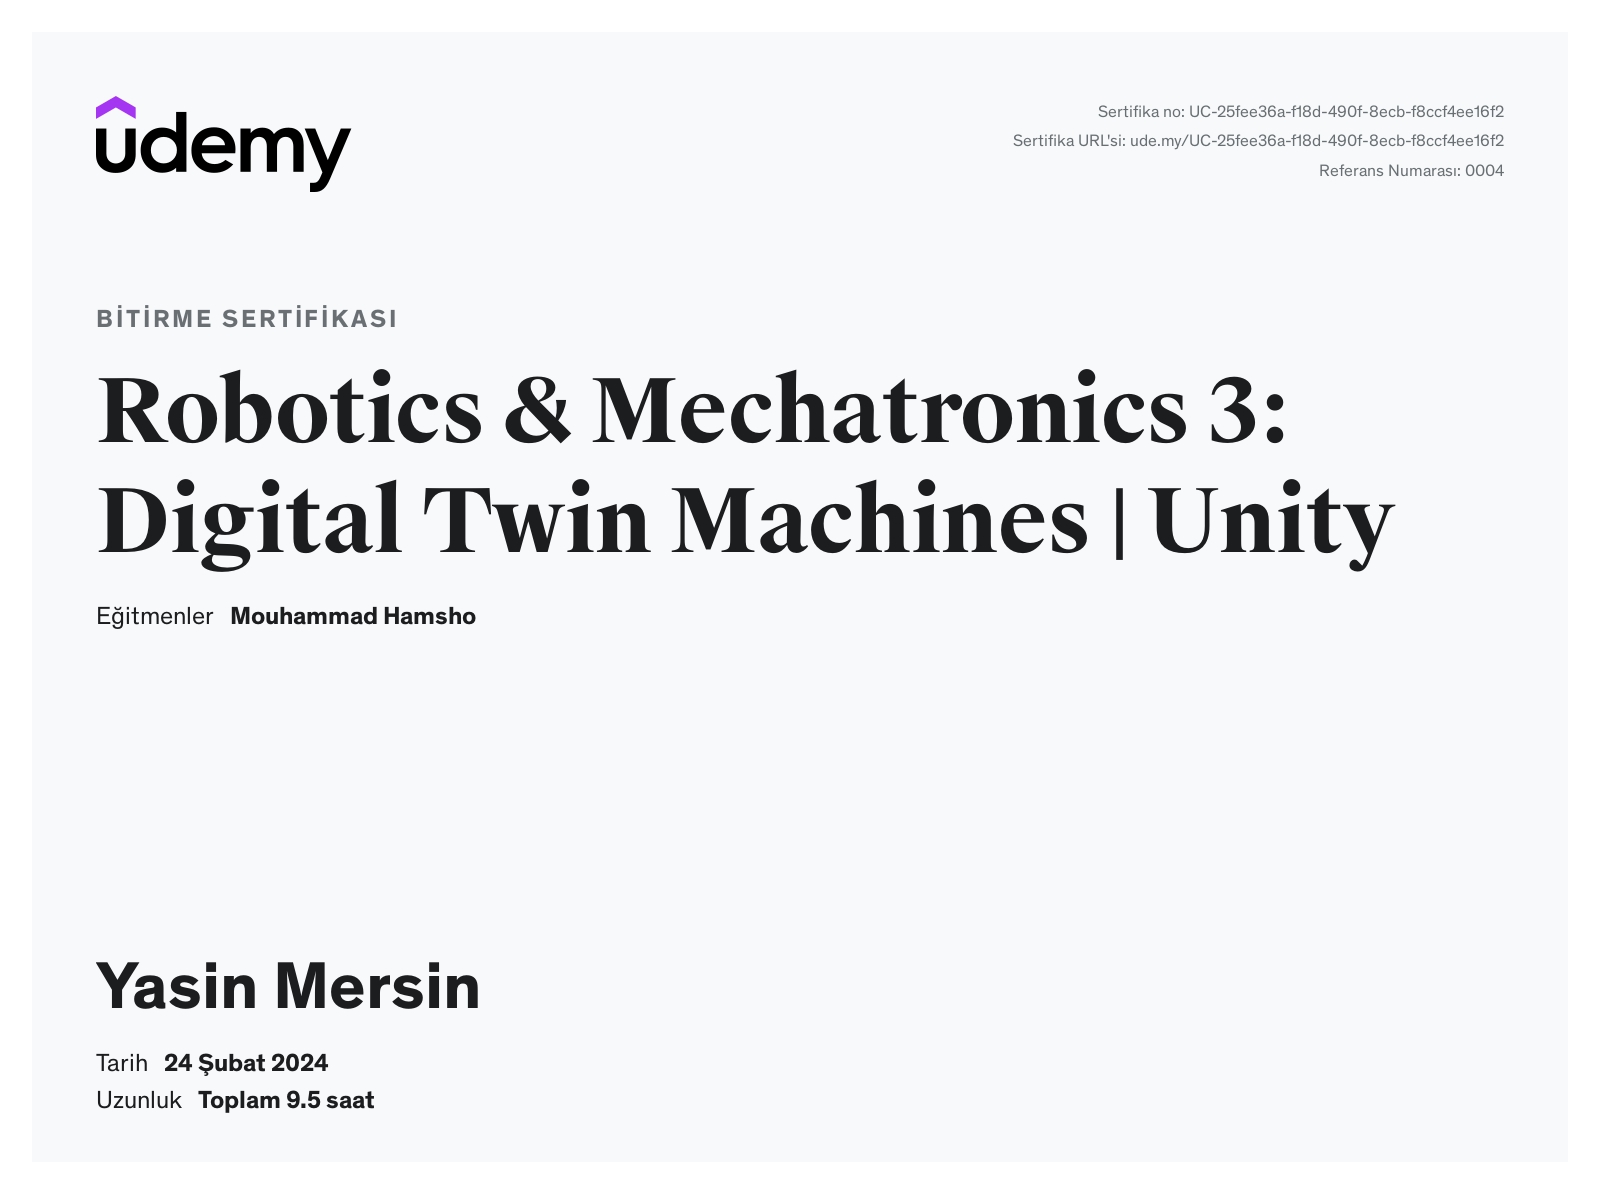 udemy
Sertifika no: UC-25fee36a-f18d-490f-8ecb-f8ccf4ee16f2
Sertifika URL'si: ude.my/UC-25fee36a-f18d-490f-8ecb-f8ccf4ee16f2
Referans Numarası: 0004
BİTİRME SERTİFİKASI
Robotics & Mechatronics 3:
Digital Twin Machines | Unity
Eğitmenler Mouhammad Hamsho
Yasin Mersin
Tarih 24 Şubat 2024
Uzunluk Toplam 9.5 saat